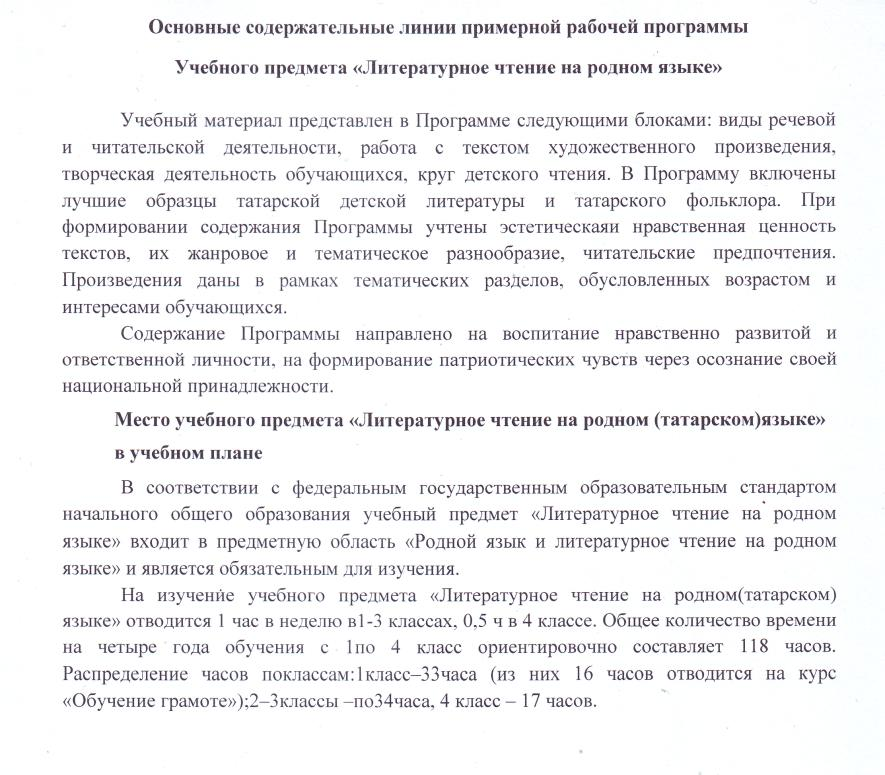 Основные содержательные линии примерной рабочей программы
Учебного предмета «Литературное чтение на родном языке»
Учебный материал представлен в Программе следующими блоками: виды речевой
и читательской деятельности, работа с текстом художественного произведения,
творческая деятельность обучающихся, круг детского чтения. В Программу включены
лучшие образцы татарской детской литературы и татарского фольклора. При
формировании содержания Программы учтены эстетическаяи нравственная ценность
текстов, их жанровое и тематическое разнообразие, читательские предпочтения.
Произведения даны в рамках тематических разделов, обусловленных возрастом и
интересами обучающихся.
Содержание Программы направлено на воспитание нравственно развитой и
ответственной личности, на формирование патриотических чувств через осознание своей
национальной принадлежности.
Место учебного предмета «Литературное чтение на родном (татарском)языке»
в учебном плане
В соответствии с федеральным государственным образовательным стандартом
начального общего образования учебный предмет «Литературное чтение на родном
языке» входит в предметную область «Родной язык и литературное чтение на родном
языке» и является обязательным для изучения.
На изучение учебного предмета «Литературное чтение на родном(татарском)
языке» отводится 1 час в неделю в1-3 классах, 0,5 ч в 4 классе. Общее количество времени
на четыре года обучения с 1по 4 класс ориентировочно составляет 118 часов.
Распределение часов поклассам:1класс–33часа (из них 16 часов отводится на курс
«Обучение грамоте»);2–3классы –по34часа, 4 класс – 17 часов.